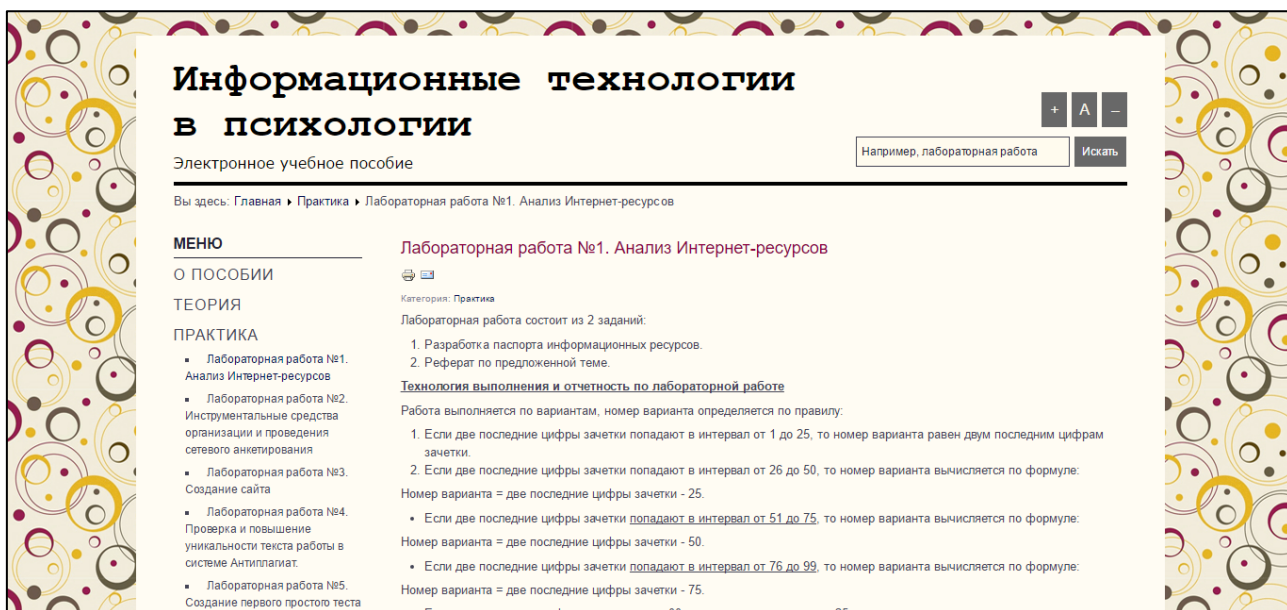 Информационные технологии
в психологии
Электронное учебное пособие
+ A –
Например, лабораторная работа Искать
Вы здесь: Главная Практика Лабораторная работа №1. Анализ Интернет-ресурсов
МЕНЮ
О ПОСОБИИ
ТЕОРИЯ
ПРАКТИКА
Лабораторная работа №1.
Анализ Интернет-ресурсов
Лабораторная работа №2.
Инструментальные средства
организации и проведения
сетевого анкетирования
Лабораторная работа №3.
Создание сайта
Лабораторная работа №4.
Проверка и повышение
уникальности текста работы в
системе Антиплагиат.
Лабораторная работа №5.
Создание первого простого теста
Лабораторная работа №1. Анализ Интернет-ресурсов
Категория: Практика
Лабораторная работа состоит из 2 заданий:
1. Разработка паспорта информационных ресурсов.
2. Реферат по предложенной теме.
Технология выполнения и отчетность по лабораторной работе
Работа выполняется по вариантам, номер варианта определяется по правилу:
1. Если две последние цифры зачетки попадают в интервал от 1 до 25, то номер варианта равен двум последним цифрам
зачетки.
2. Если две последние цифры зачетки попадают в интервал от 26 до 50, то номер варианта вычисляется по формуле:
Номер варианта = две последние цифры зачетки - 25.
• Если две последние цифры зачетки попадают в интервал от 51 до 75, то номер варианта вычисляется по формуле:
Номер варианта = две последние цифры зачетки - 50.
• Если две последние цифры зачетки попадают в интервал от 76 до 99, то номер варианта вычисляется по формуле:
Номер варианта = две последние цифры зачетки - 75.